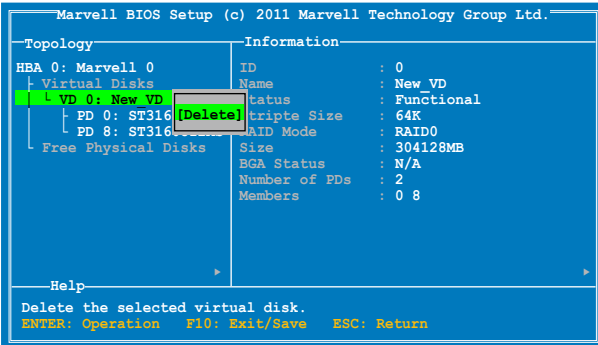 Marvell BIOS Setup (c) 2011 Marvell Technology Group Ltd.
Topology
HBA 0: Marvell 0
Virtual Disks
VD 0: New_VD
PD 0: ST316
PD 8: ST316
Free Physical Disks
[Delete]
Information
ID : 0
Name : New_VD
tatus : Functional
tripte Size : 64K
RAID Mode : RAID0
Size : 304128MB
BGA Status : N/A
Number of PDs : 2
Members : 0 8
Help
Delete the selected virtual disk.
ENTER: Operation F10: Exit/Save ESC: Return